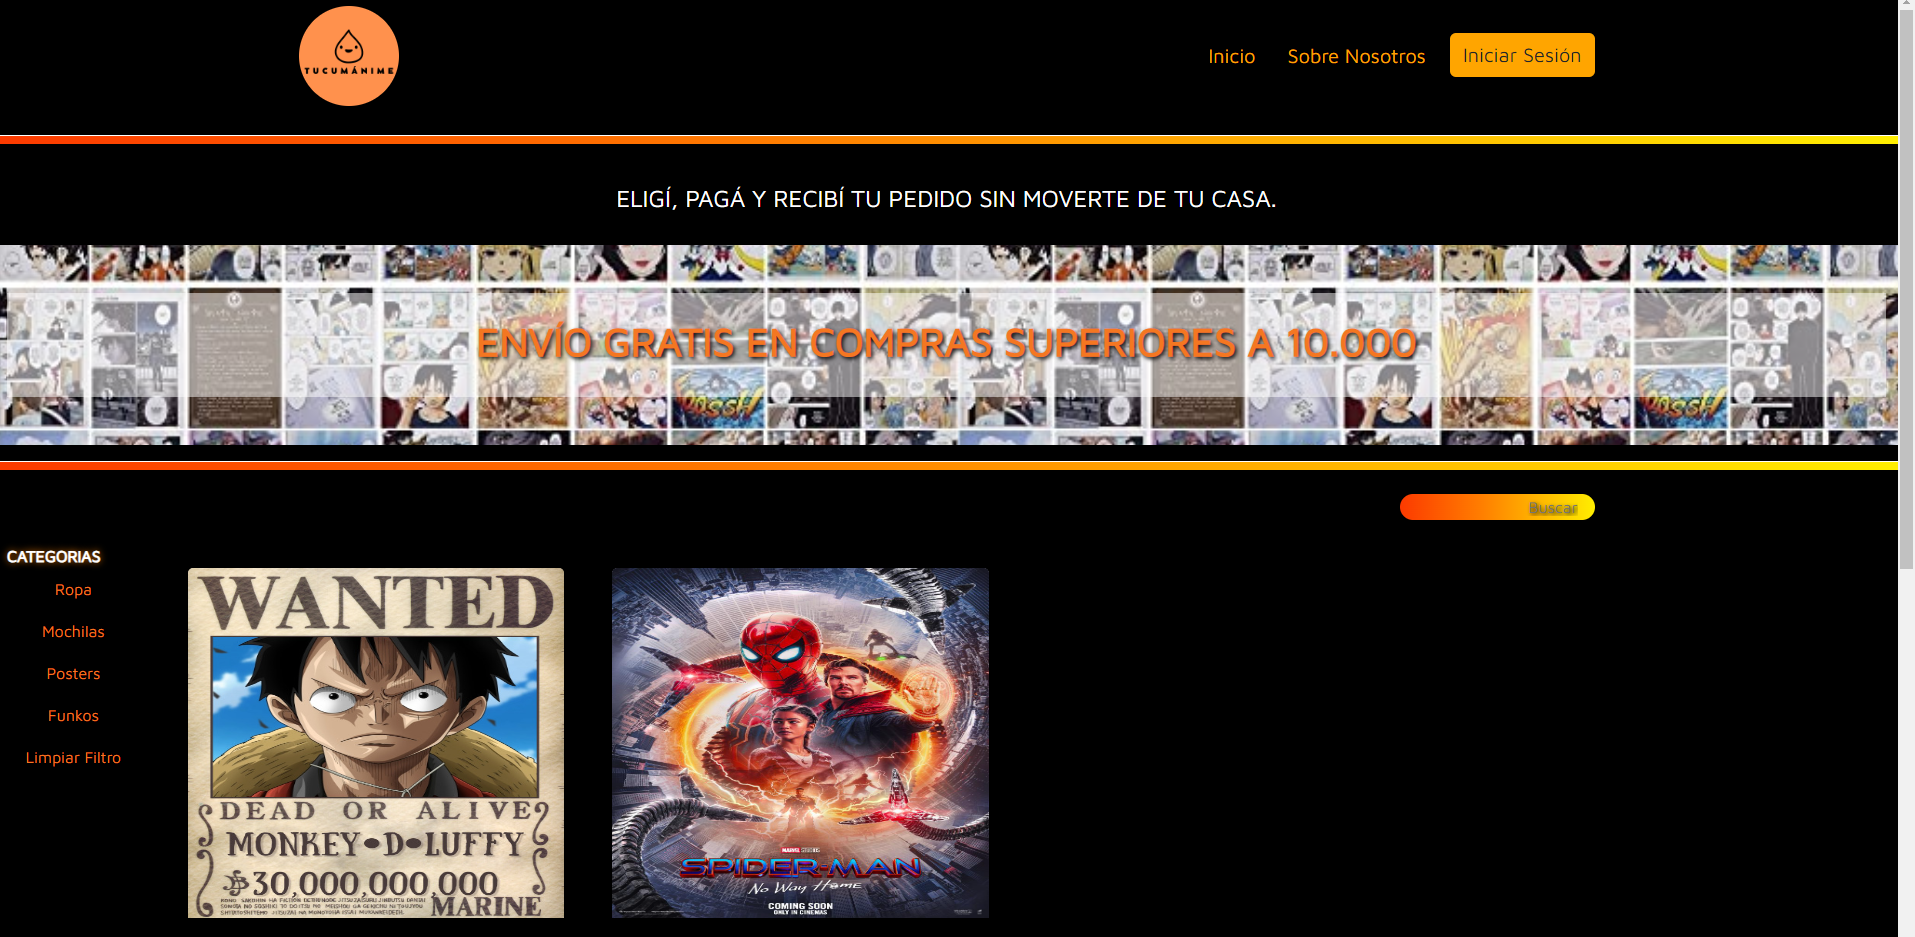 TUCUMÁNIME
Inicio
Sobre Nosotros
Iniciar Sesión
ELIGÍ, PAGÁ Y RECIBÍ TU PEDIDO SIN MOVERTE DE TU CASA.
ENVÍO GRATIS EN COMPRAS SUPERIORES A 10.000
Buscar
CATEGORIAS
Ropa
Mochilas
Posters
Funkos
Limpiar Filtro
WANTED
DEAD OR ALIVE
MONKEY•D•LUFFY
30,000,000,000
MARINE
MARVEL STUDIOS
SPIDER-MAN
No Way Home
COMING SOON
ONLY IN CINEMAS